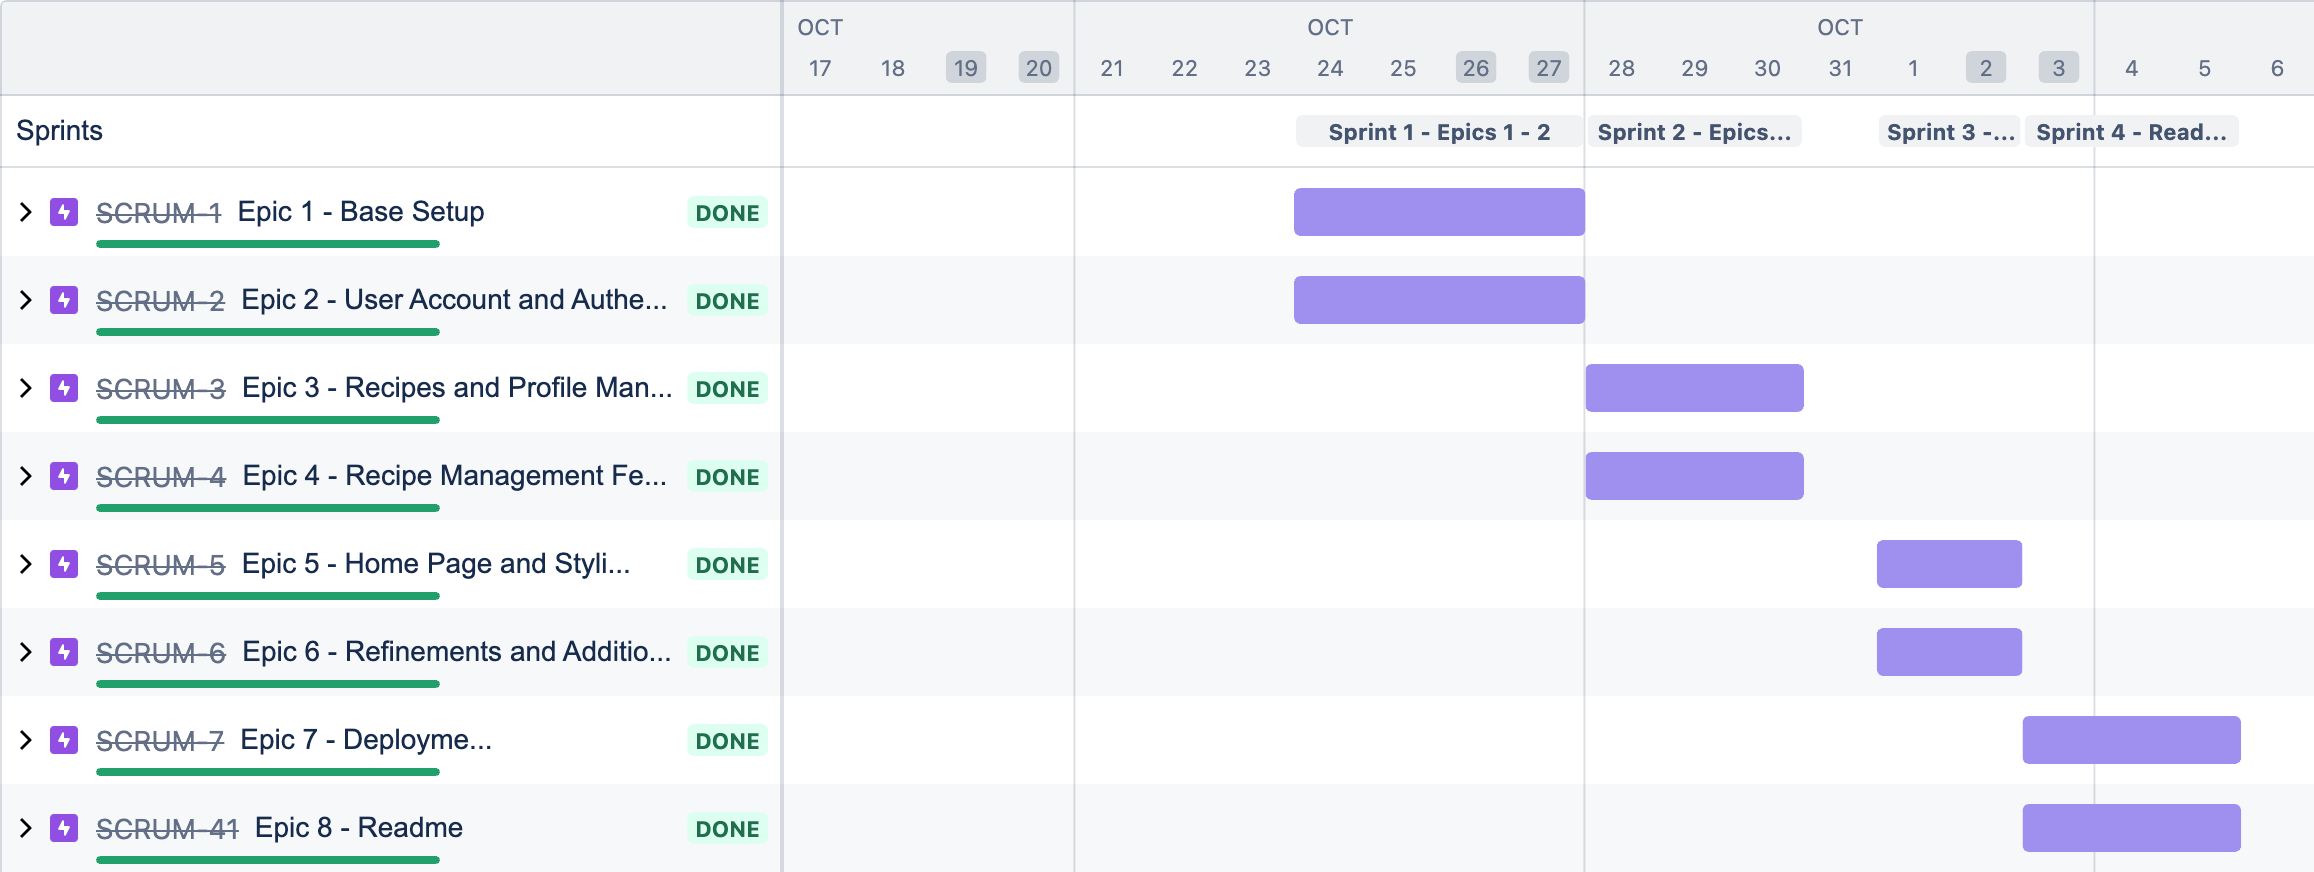 OCT OCT OCT
17 18 19 20 21 22 23 24 25 26 27 28 29 30 31 1 2 3 4 5 6
Sprints Sprint 1 - Epics 1 - 2 Sprint 2 - Epics... Sprint 3 -... Sprint 4 - Read...
SCRUM-1 Epic 1 - Base Setup DONE
SCRUM-2 Epic 2 - User Account and Authe... DONE
SCRUM-3 Epic 3 - Recipes and Profile Man... DONE
SCRUM-4 Epic 4 - Recipe Management Fe... DONE
SCRUM-5 Epic 5 - Home Page and Styli... DONE
SCRUM-6 Epic 6 - Refinements and Additio... DONE
SCRUM-7 Epic 7 - Deployme... DONE
SCRUM-41 Epic 8 - Readme DONE